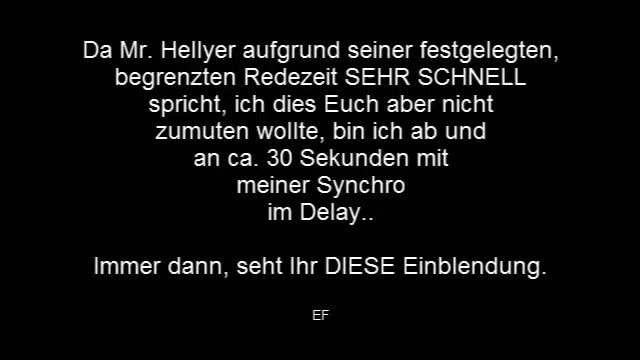 Da Mr. Hellyer aufgrund seiner festgelegten,
begrenzten Redezeit SEHR SCHNELL
spricht, ich dies Euch aber nicht
zumuten wollte, bin ich ab und
an ca. 30 Sekunden mit
meiner Synchro
im Delay..
Immer dann, seht Ihr DIESE Einblendung.
EF